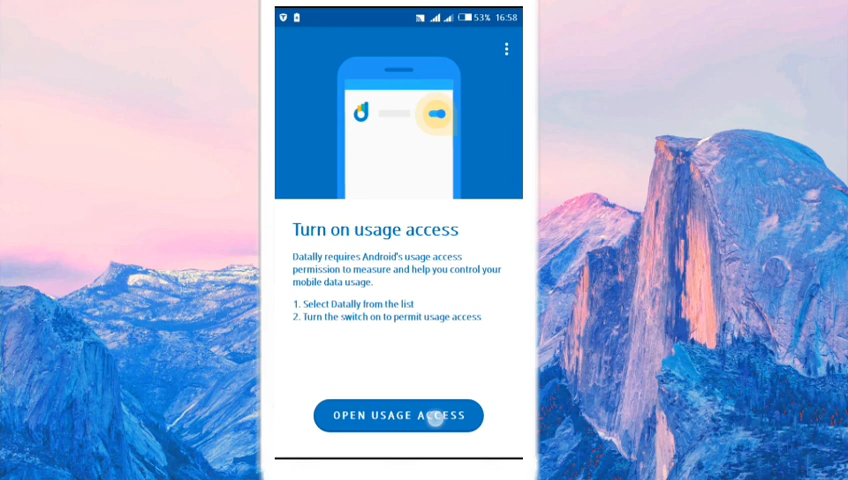 53% 16:58
Turn on usage access
Datally requires Android's usage access
permission to measure and help you control your
mobile data usage.
1. Select Datally from the list
2. Turn the switch on to permit usage access
OPEN USAGE ACCESS